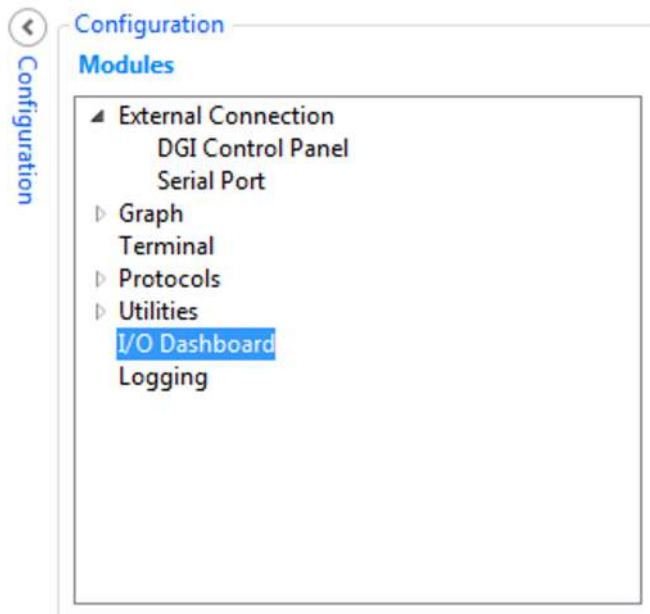 Configuration
Configuration
Modules
External Connection
DGI Control Panel
Serial Port
Graph
Terminal
Protocols
Utilities
I/O Dashboard
Logging